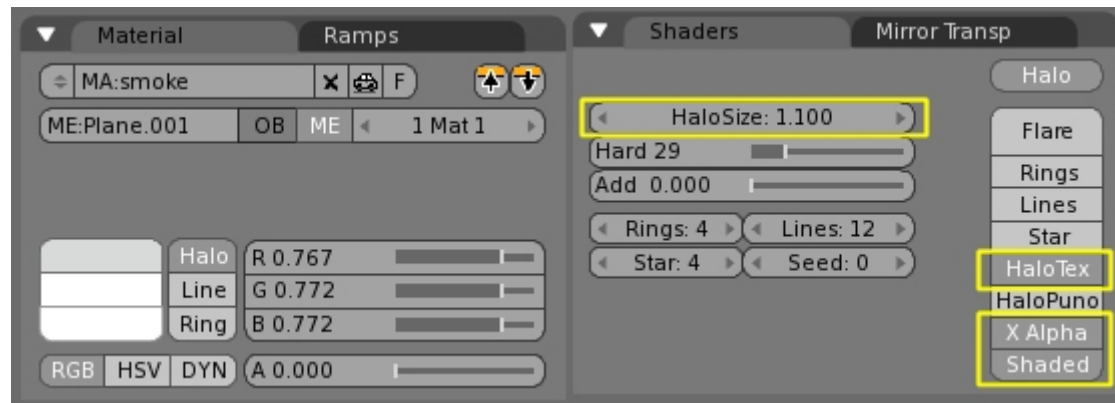 Material Ramps
MA:smoke F
ME:Plane.001 OB ME 1 Mat 1
Halo R 0.767
Line G 0.772
Ring B 0.772
RGB HSV DYN A 0.000
Shaders Mirror Transp
Halo
HaloSize: 1.100
Hard 29
Add 0.000
Rings: 4 Lines: 12
Star: 4 Seed: 0
Flare
Rings
Lines
Star
HaloTex
HaloPuno
X Alpha
Shaded